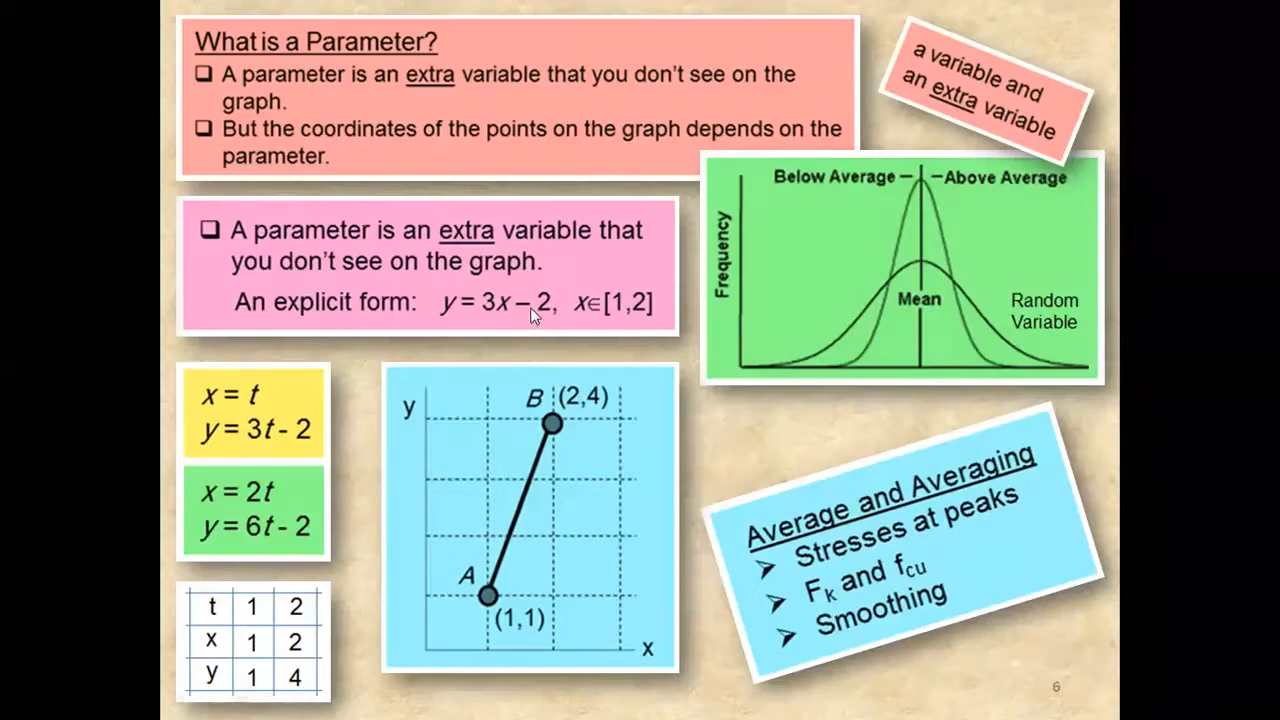 What is a Parameter?
❑ A parameter is an extra variable that you don't see on the
graph.
❑ But the coordinates of the points on the graph depends on the
parameter.
a variable and
an extra variable
❑ A parameter is an extra variable that
you don't see on the graph.
An explicit form: y = 3x – 2, x∈[1,2]
Below Average
Above Average
Frequency
Mean
Random
Variable
x = t
y = 3t - 2
x = 2t
y = 6t - 2
t 1 2
x 1 2
y 1 4
y
B (2,4)
A
(1,1)
x
Average and Averaging
➤ Stresses at peaks
➤ Fk and fcu
➤ Smoothing
6